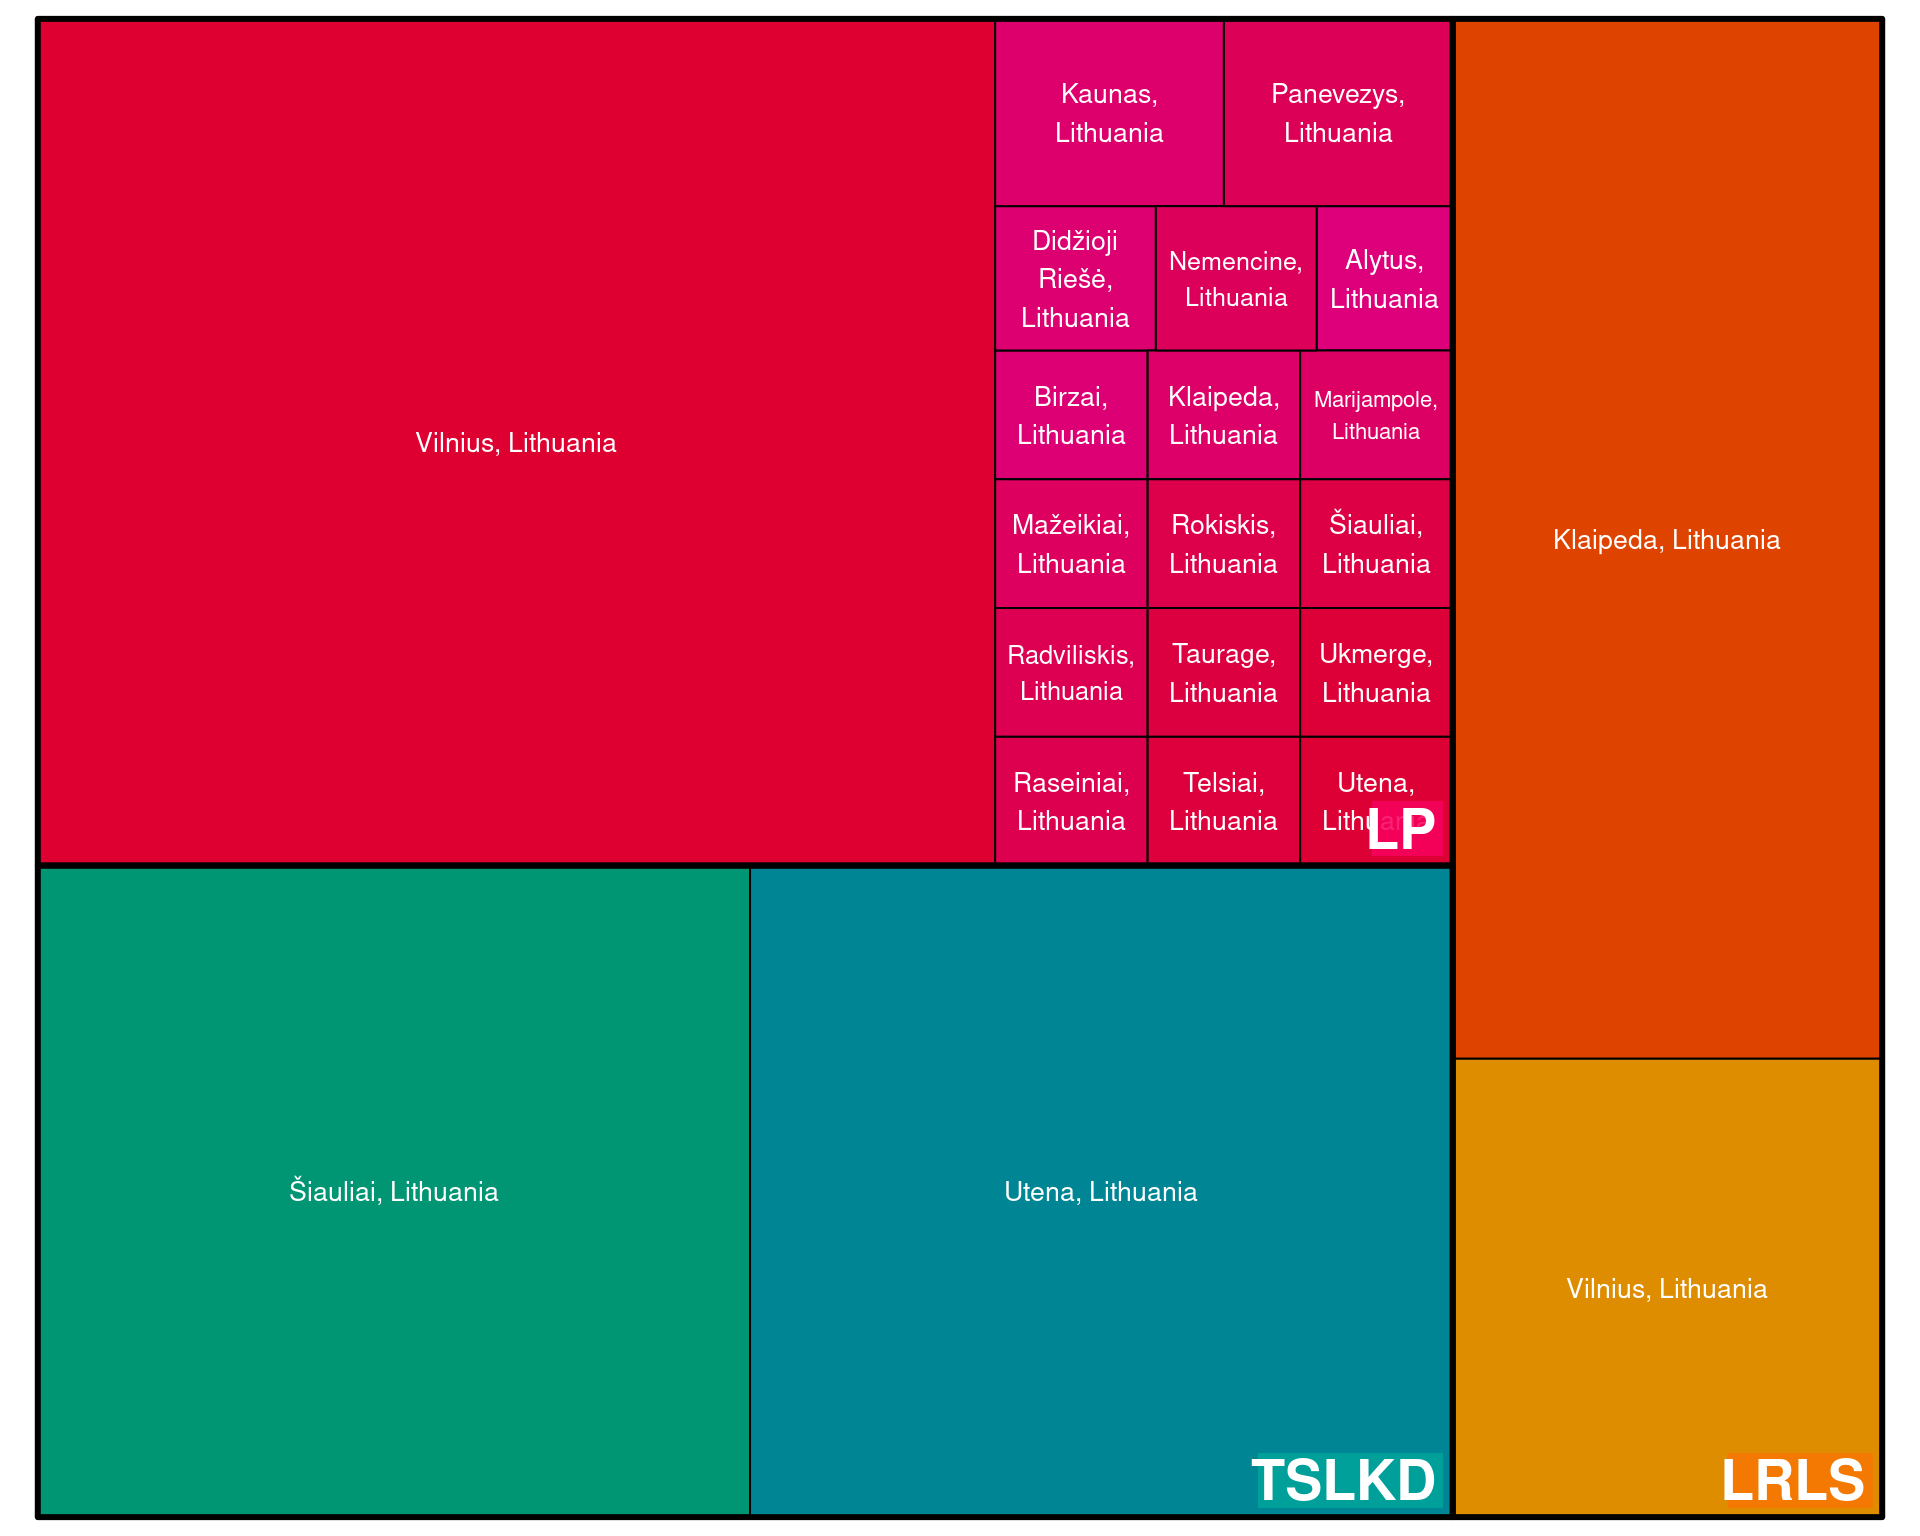 Vilnius, Lithuania
Kaunas,
Lithuania
Panevezys,
Lithuania
Didžioji
Riešė,
Lithuania
Nemencine,
Lithuania
Alytus,
Lithuania
Birzai,
Lithuania
Klaipeda,
Lithuania
Marijampole,
Lithuania
Mažeikiai,
Lithuania
Rokiskis,
Lithuania
Šiauliai,
Lithuania
Radviliskis,
Lithuania
Taurage,
Lithuania
Ukmerge,
Lithuania
Raseiniai,
Lithuania
Telsiai,
Lithuania
Utena,
Lithuania
LP
Klaipeda, Lithuania
Šiauliai, Lithuania
Utena, Lithuania
TSLKD
Vilnius, Lithuania
LRLS